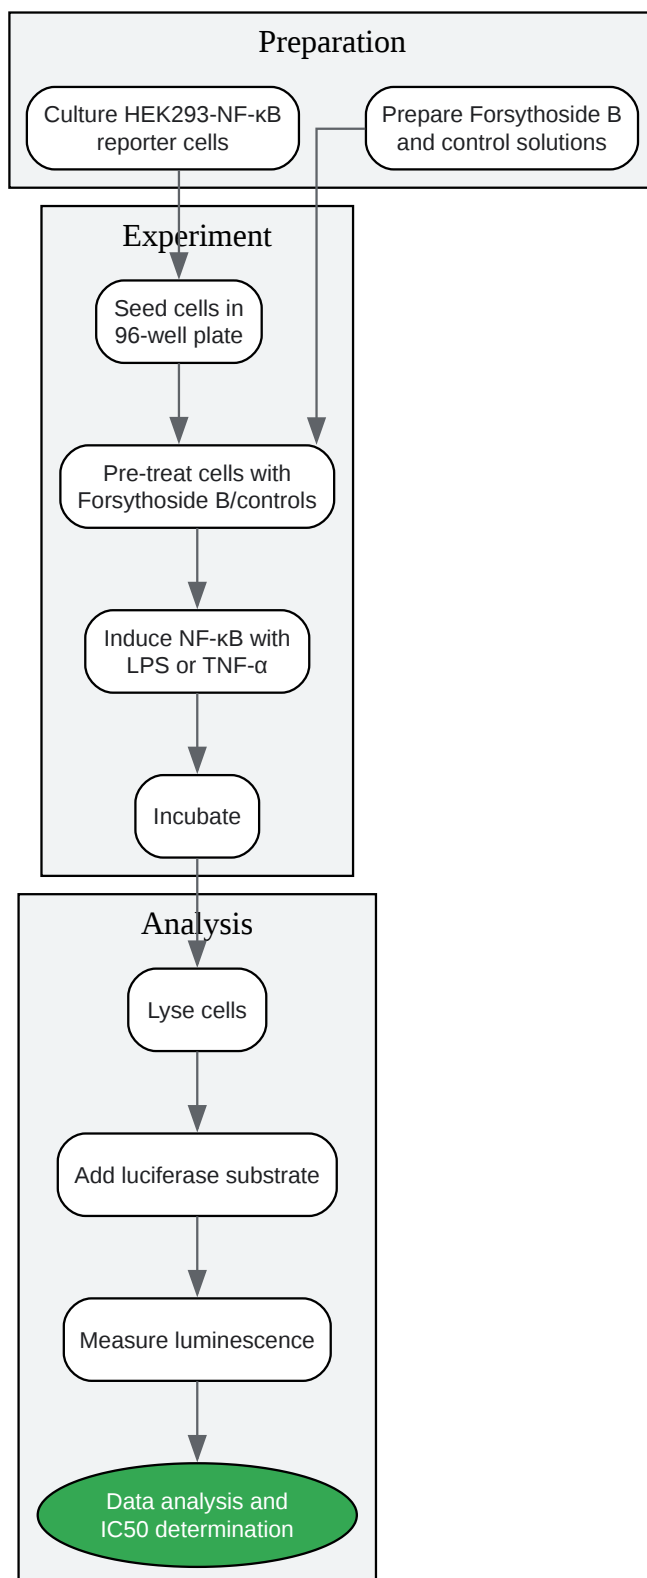 Preparation
Culture HEK293-NF-κB
reporter cells
Prepare Forsythoside B
and control solutions
Experiment
Seed cells in
96-well plate
Pre-treat cells with
Forsythoside B/controls
Induce NF-κB with
LPS or TNF-α
Incubate
Analysis
Lyse cells
Add luciferase substrate
Measure luminescence
Data analysis and
IC50 determination